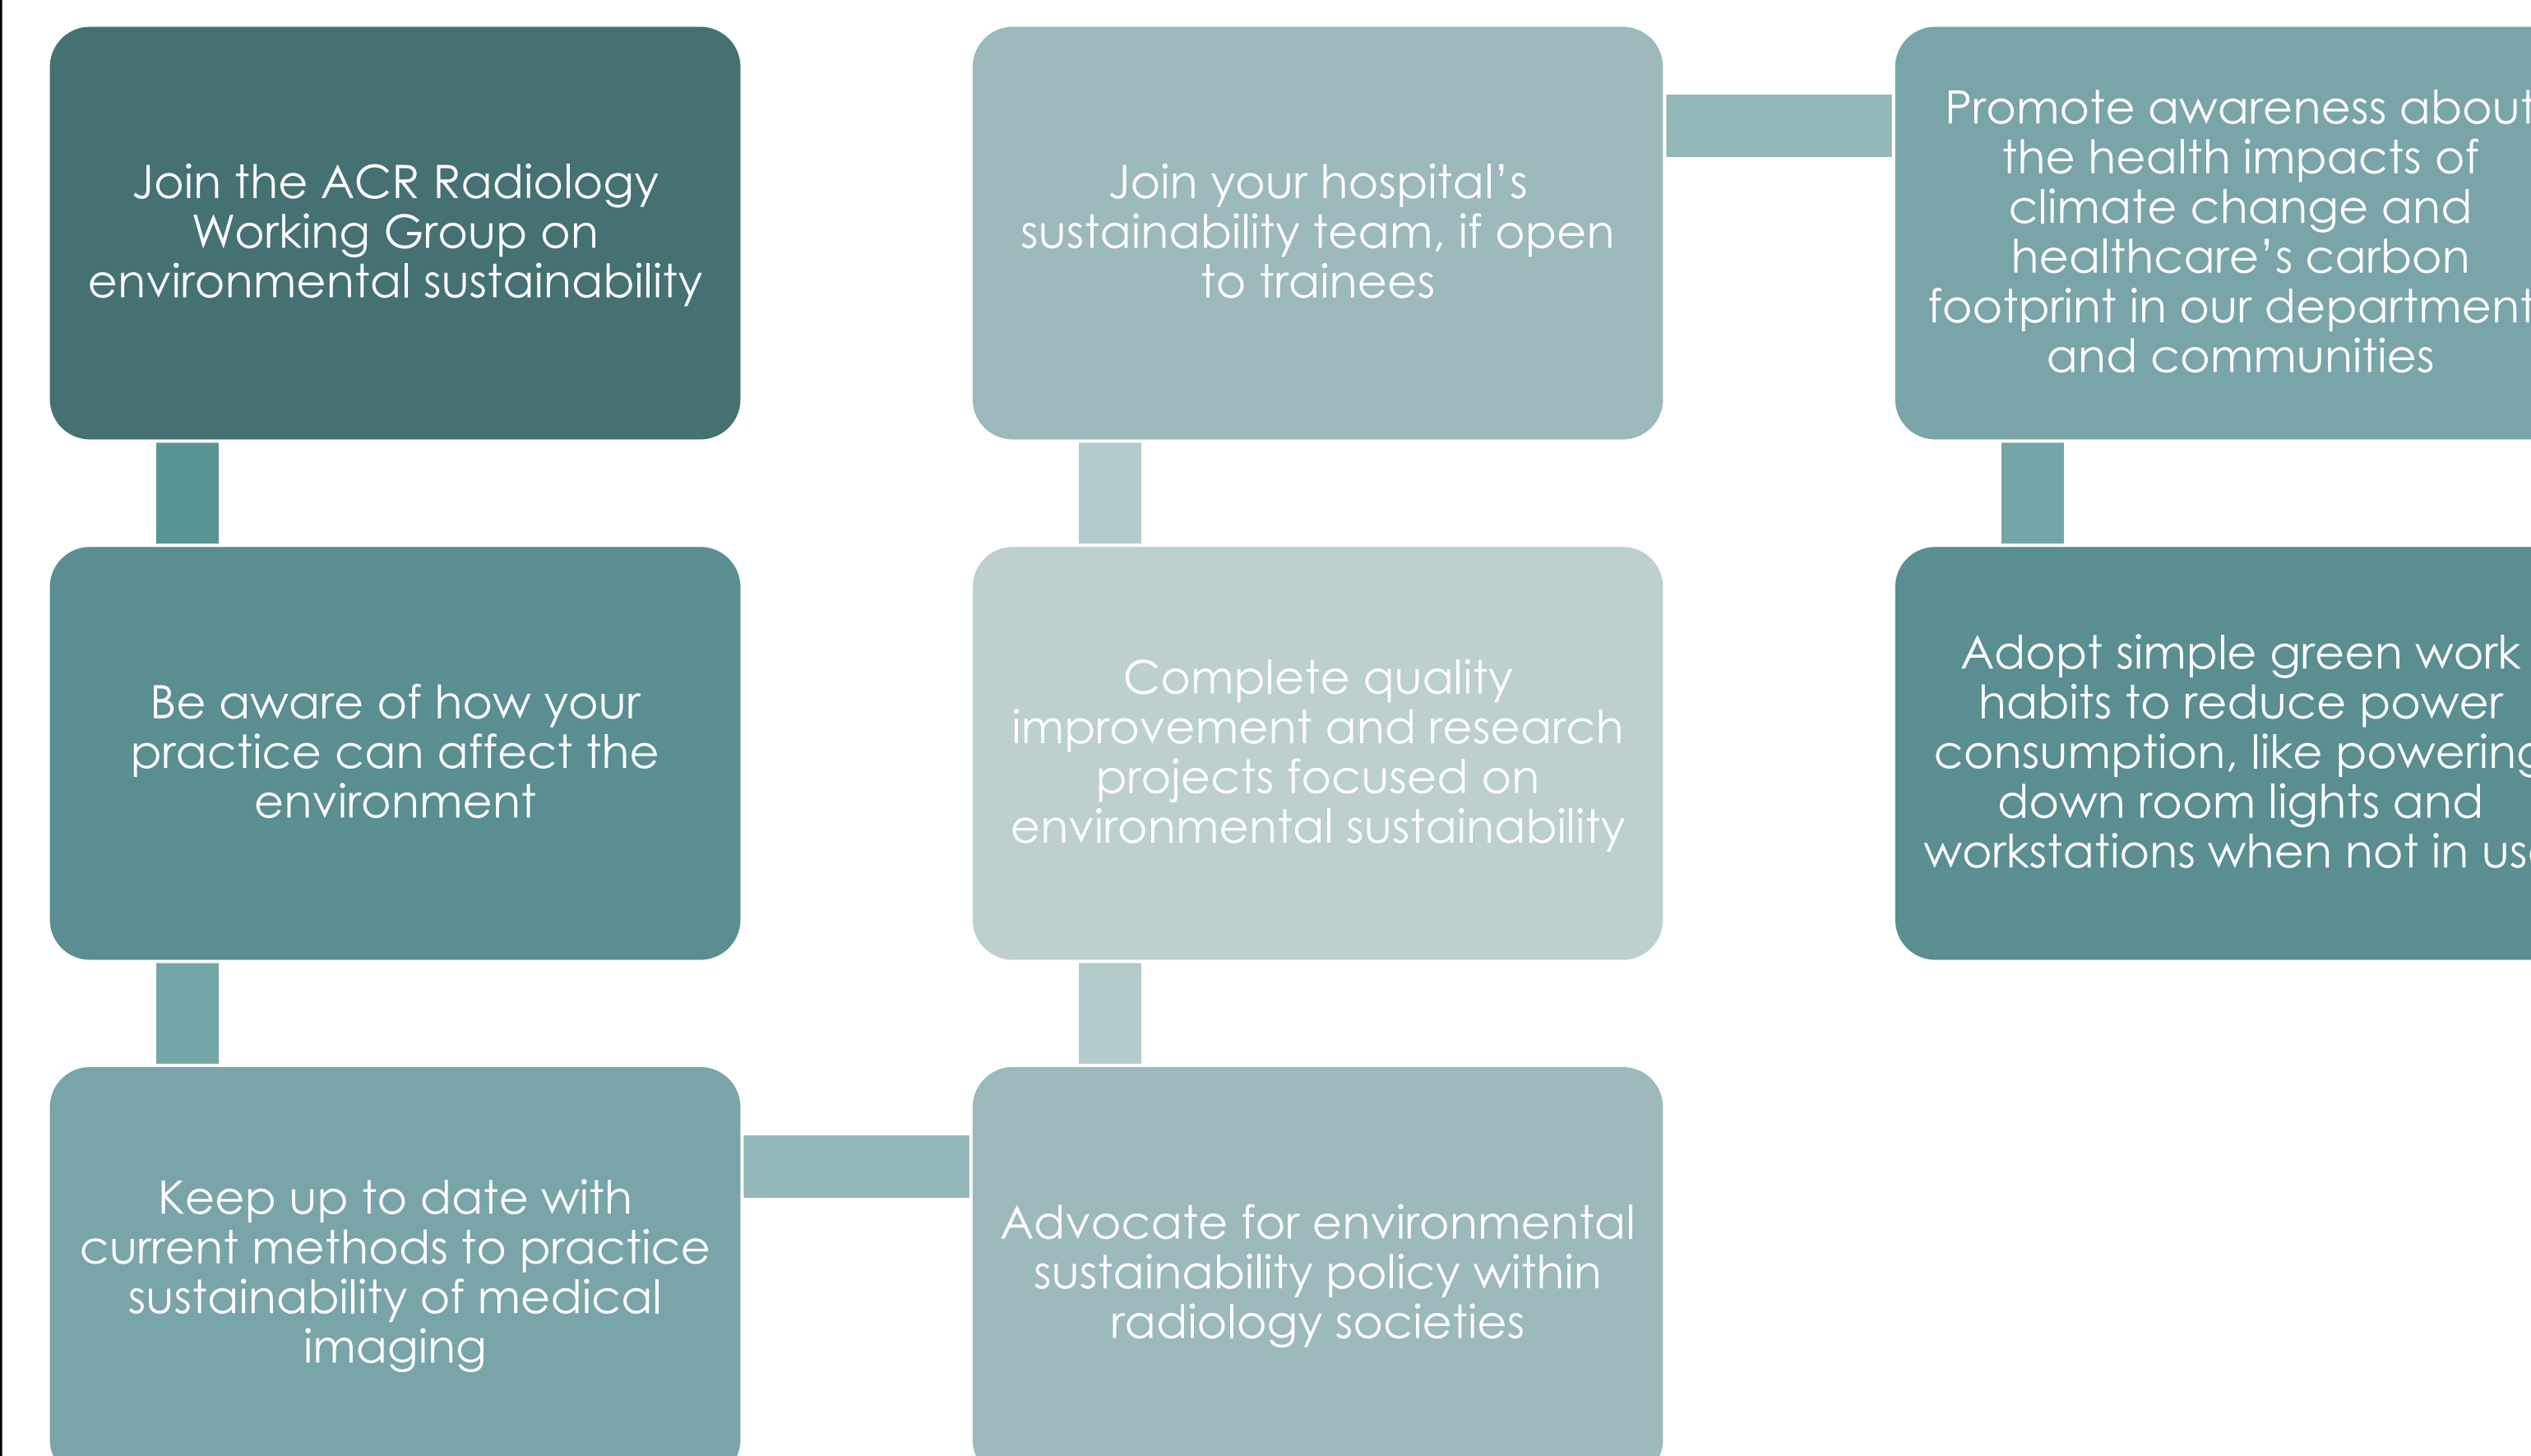 Join the ACR Radiology
Working Group on
environmental sustainability
Be aware of how your
practice can affect the
environment
Keep up to date with
current methods to practice
sustainability of medical
imaging
Advocate for environmental
sustainability policy within
radiology societies
Complete quality
improvement and research
projects focused on
environmental sustainability
Join your hospital’s
sustainability team, if open
to trainees
Promote awareness about
the health impacts of
climate change and
healthcare’s carbon
footprint in our department
and communities
Adopt simple green work
habits to reduce power
consumption, like powering
down room lights and
workstations when not in use